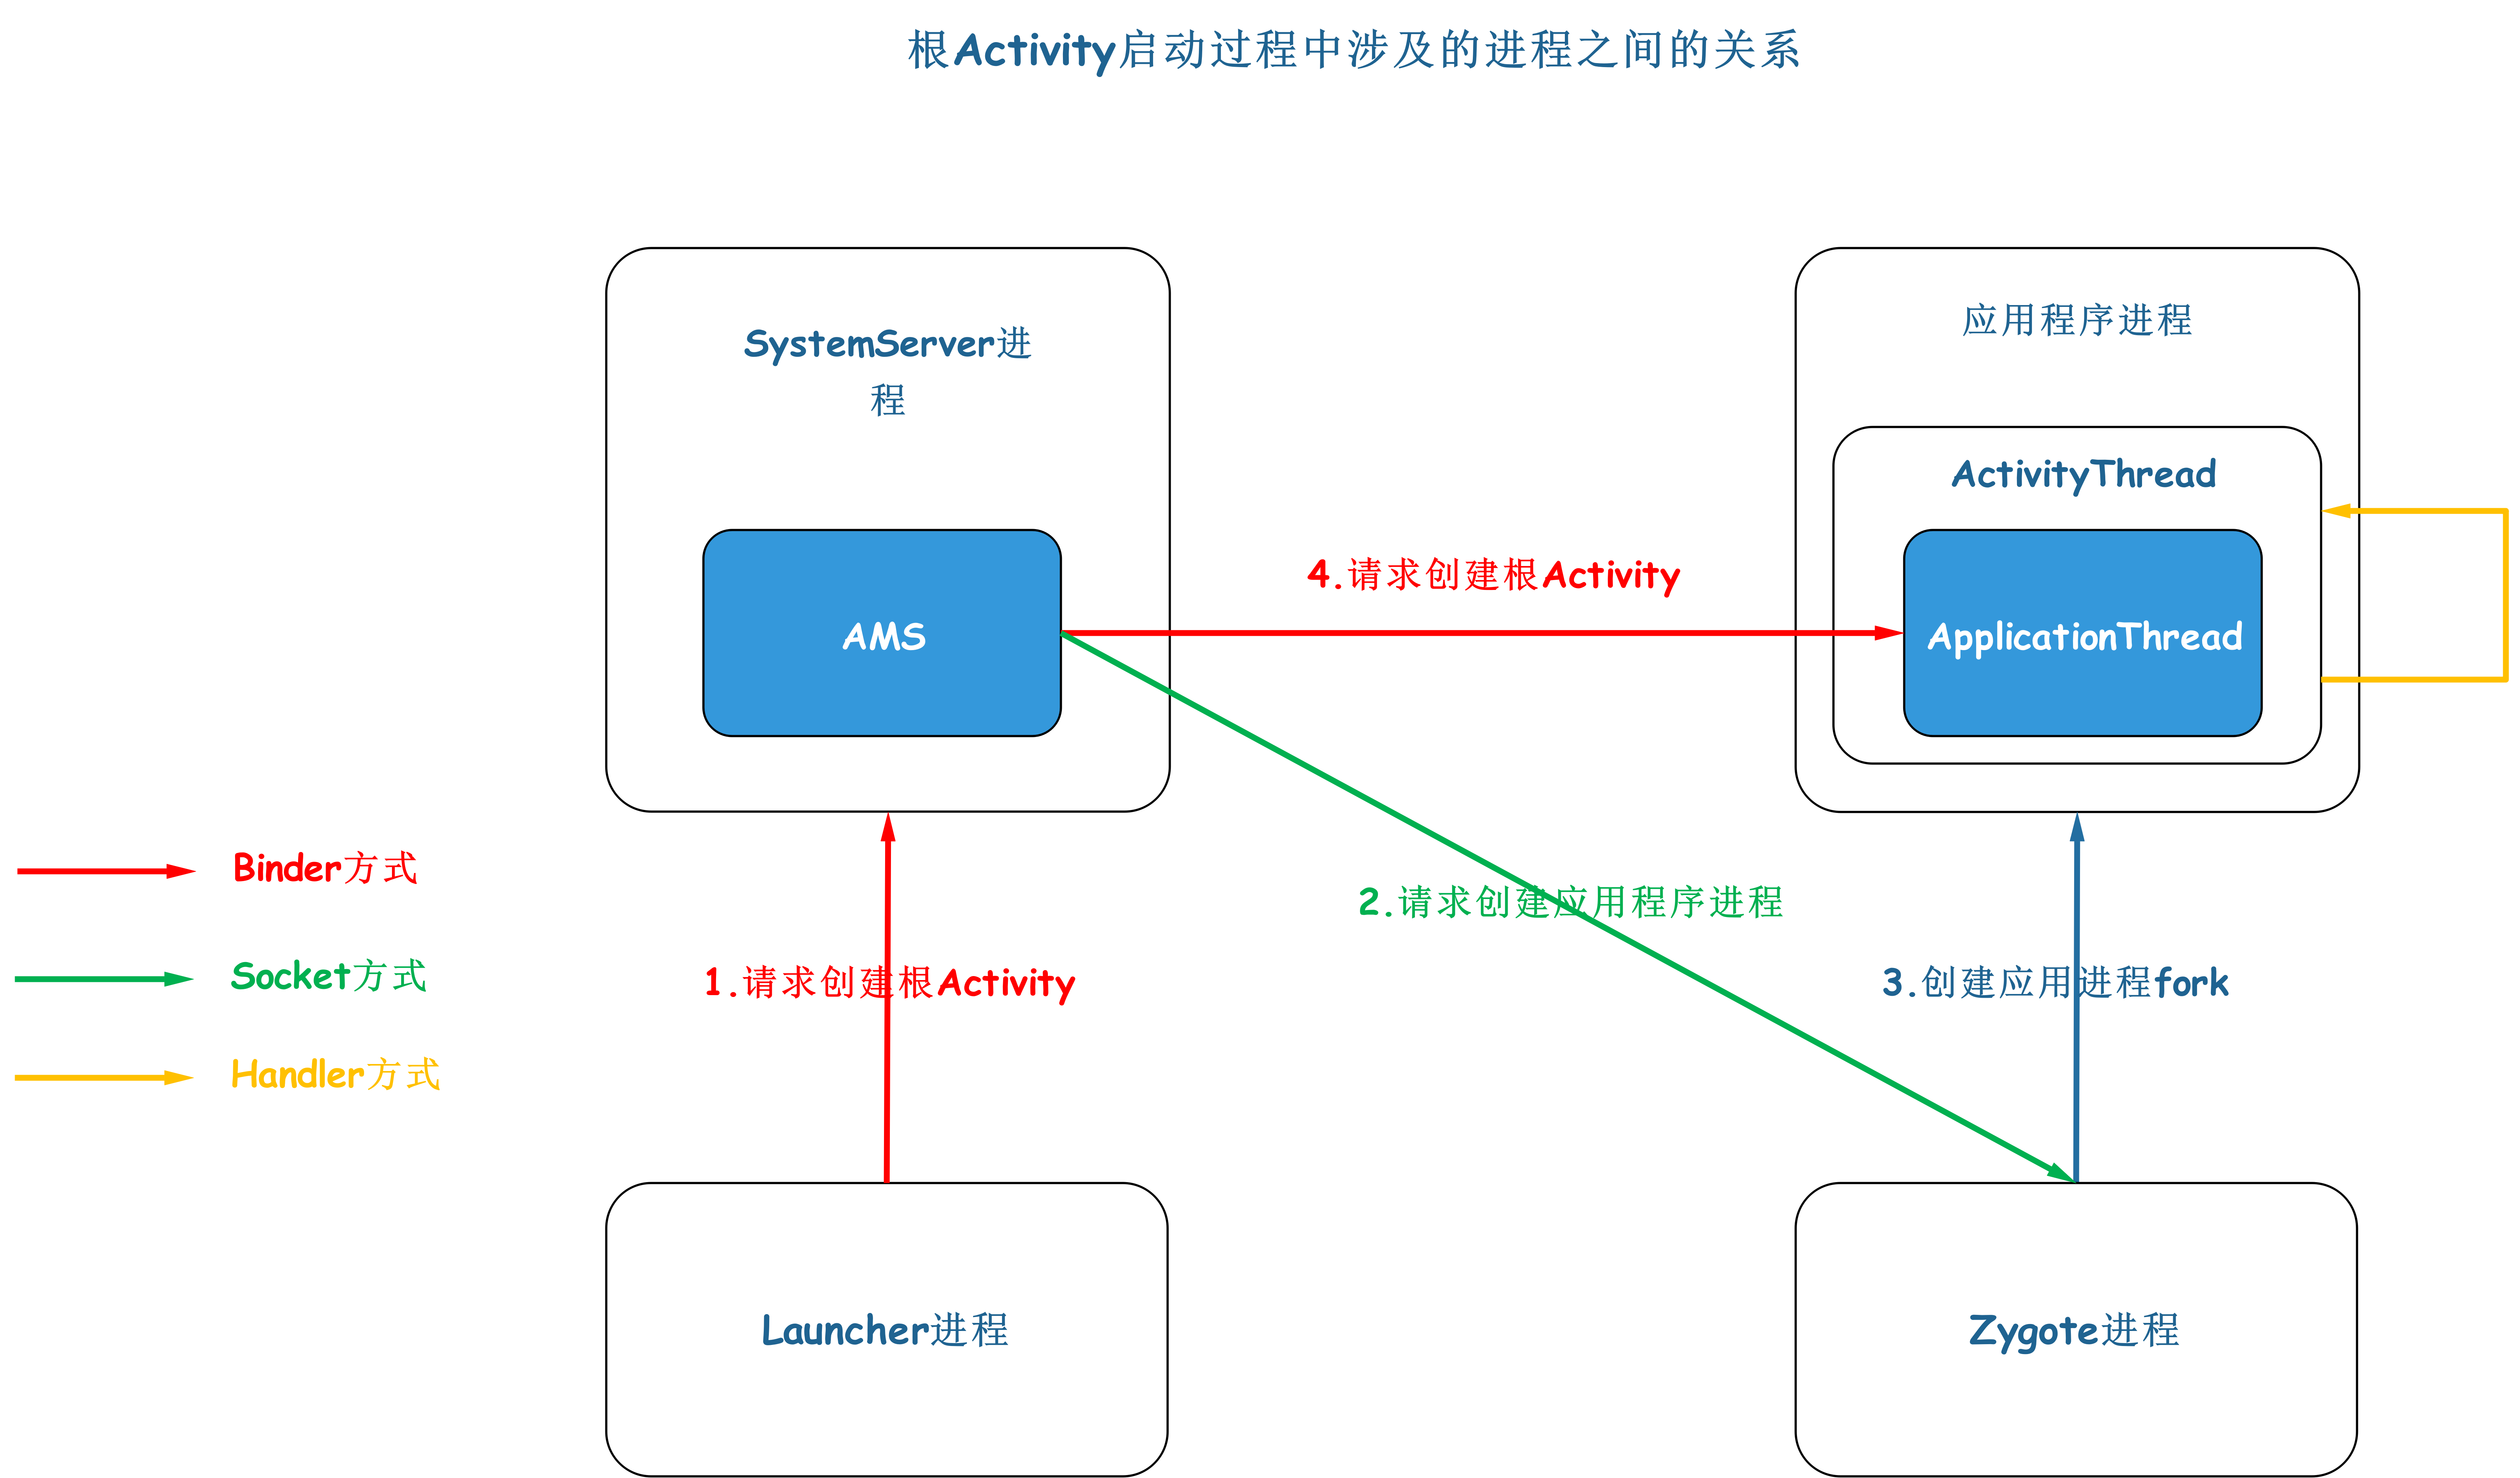 根Activity启动过程中涉及的进程之间的关系
SystemServer进
程
应用程序进程
ActivityThread
AMS
4.请求创建根Activity
ApplicationThread
Binder方式
2.请求创建应用程序进程
Socket方式
1.请求创建根Activity
3.创建应用进程fork
Handler方式
Launcher进程
Zygote进程